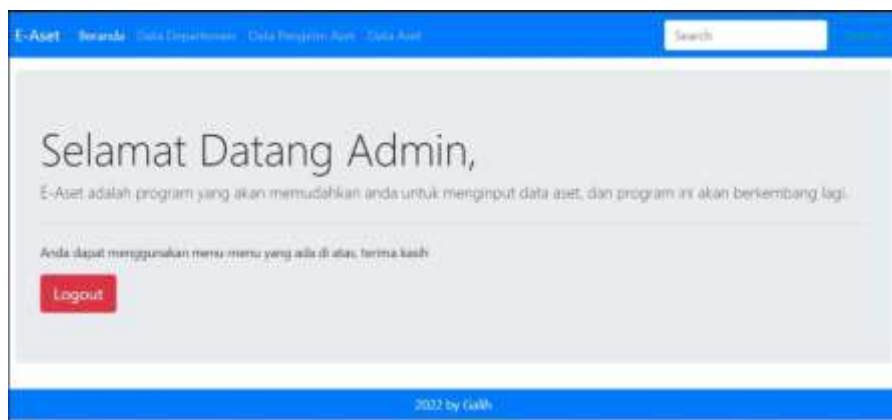 E-Aset Beranda Data Departemen Data Pengirim Aset Data Aset Search
Selamat Datang Admin,
E-Aset adalah program yang akan memudahkan anda untuk menginput data aset, dan program ini akan berkembang lagi.
Anda dapat menggunakan menu-menu yang ada di atas, terima kasih
Logout
2022 by Galih